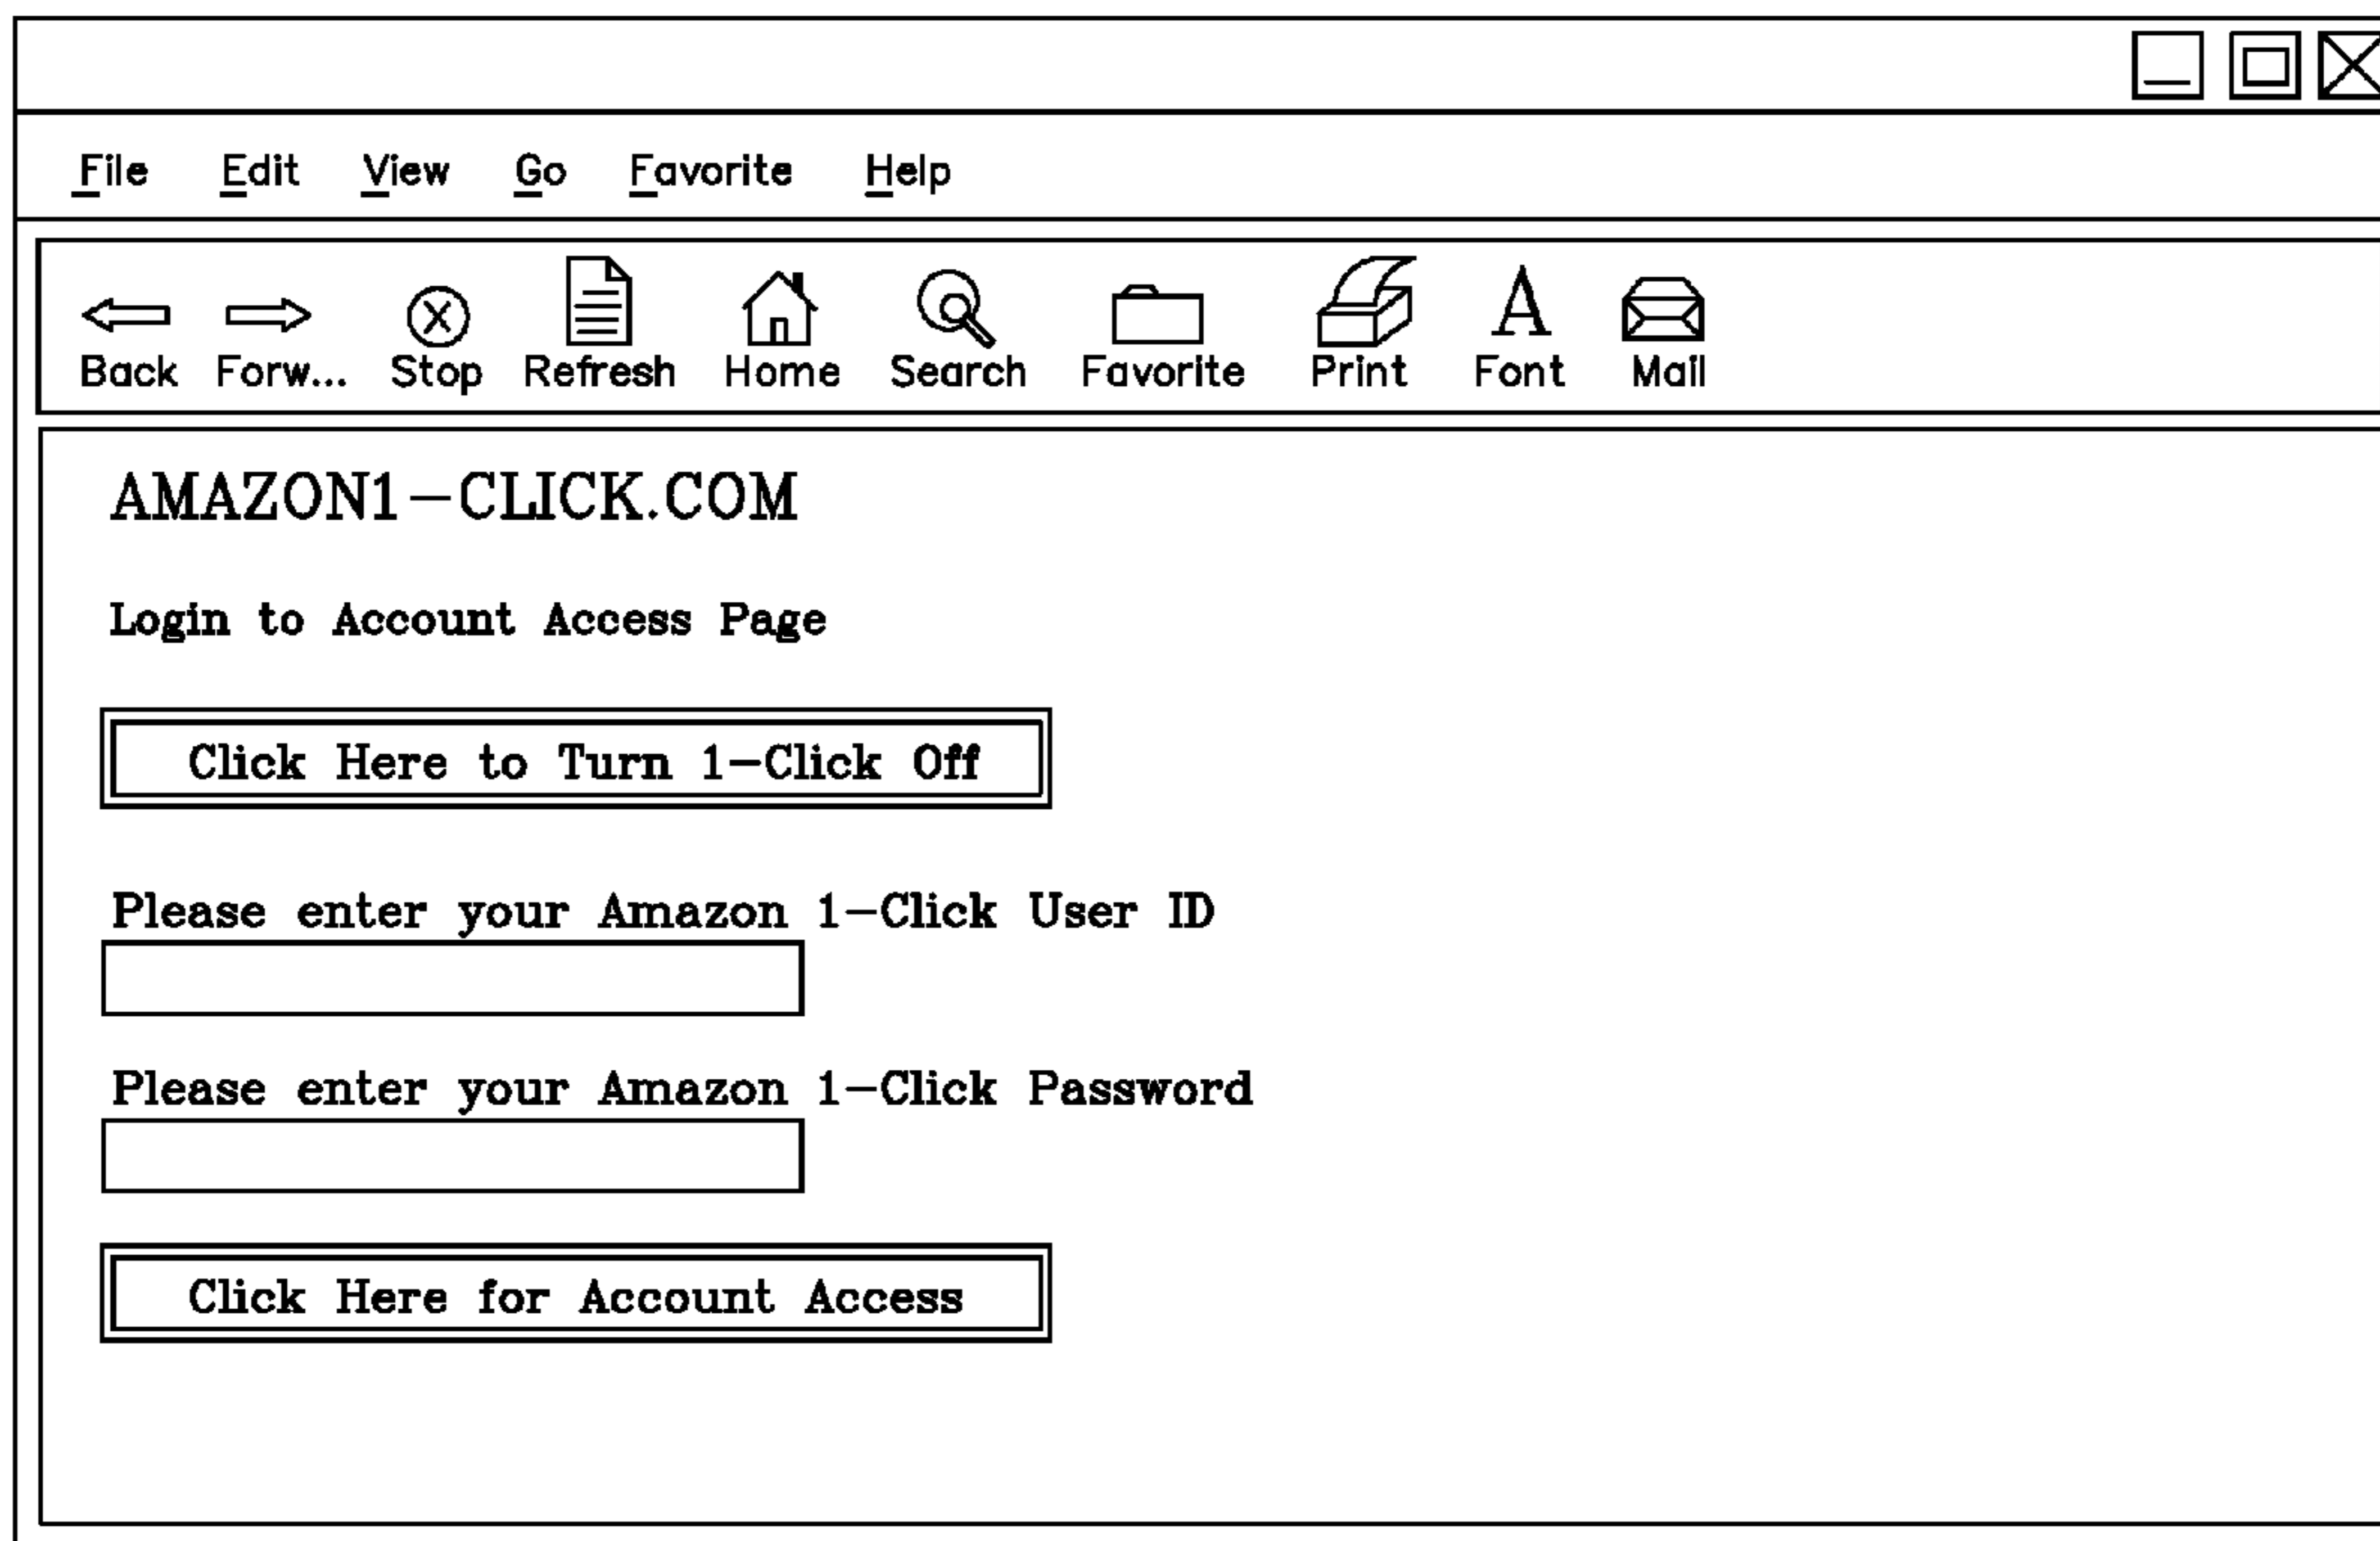 File Edit View Go Favorite Help
Back Forw... Stop Refresh Home Search Favorite Print Font Mail
AMAZON1-CLICK.COM
Login to Account Access Page
Click Here to Turn 1-Click Off
Please enter your Amazon 1-Click User ID
Please enter your Amazon 1-Click Password
Click Here for Account Access